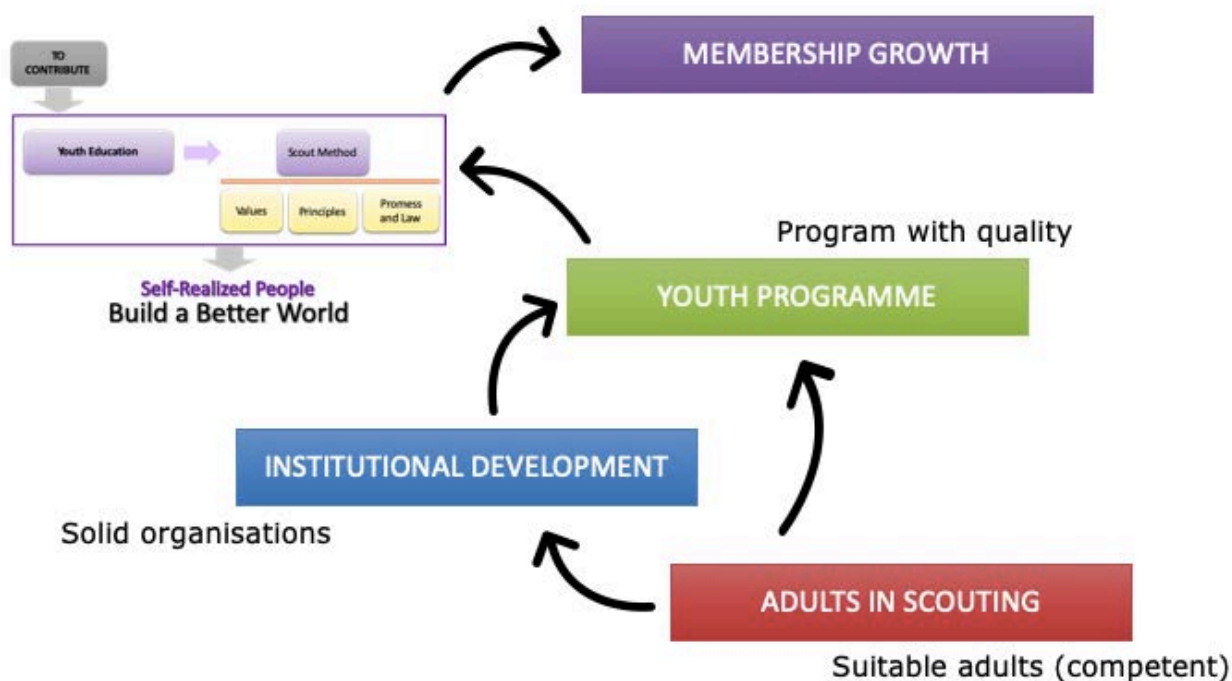 TO
CONTRIBUTE
Youth Education
Scout Method
Values
Principles
Promess
and Law
Self-Realized People
Build a Better World
MEMBERSHIP GROWTH
Program with quality
YOUTH PROGRAMME
INSTITUTIONAL DEVELOPMENT
Solid organisations
ADULTS IN SCOUTING
Suitable adults (competent)